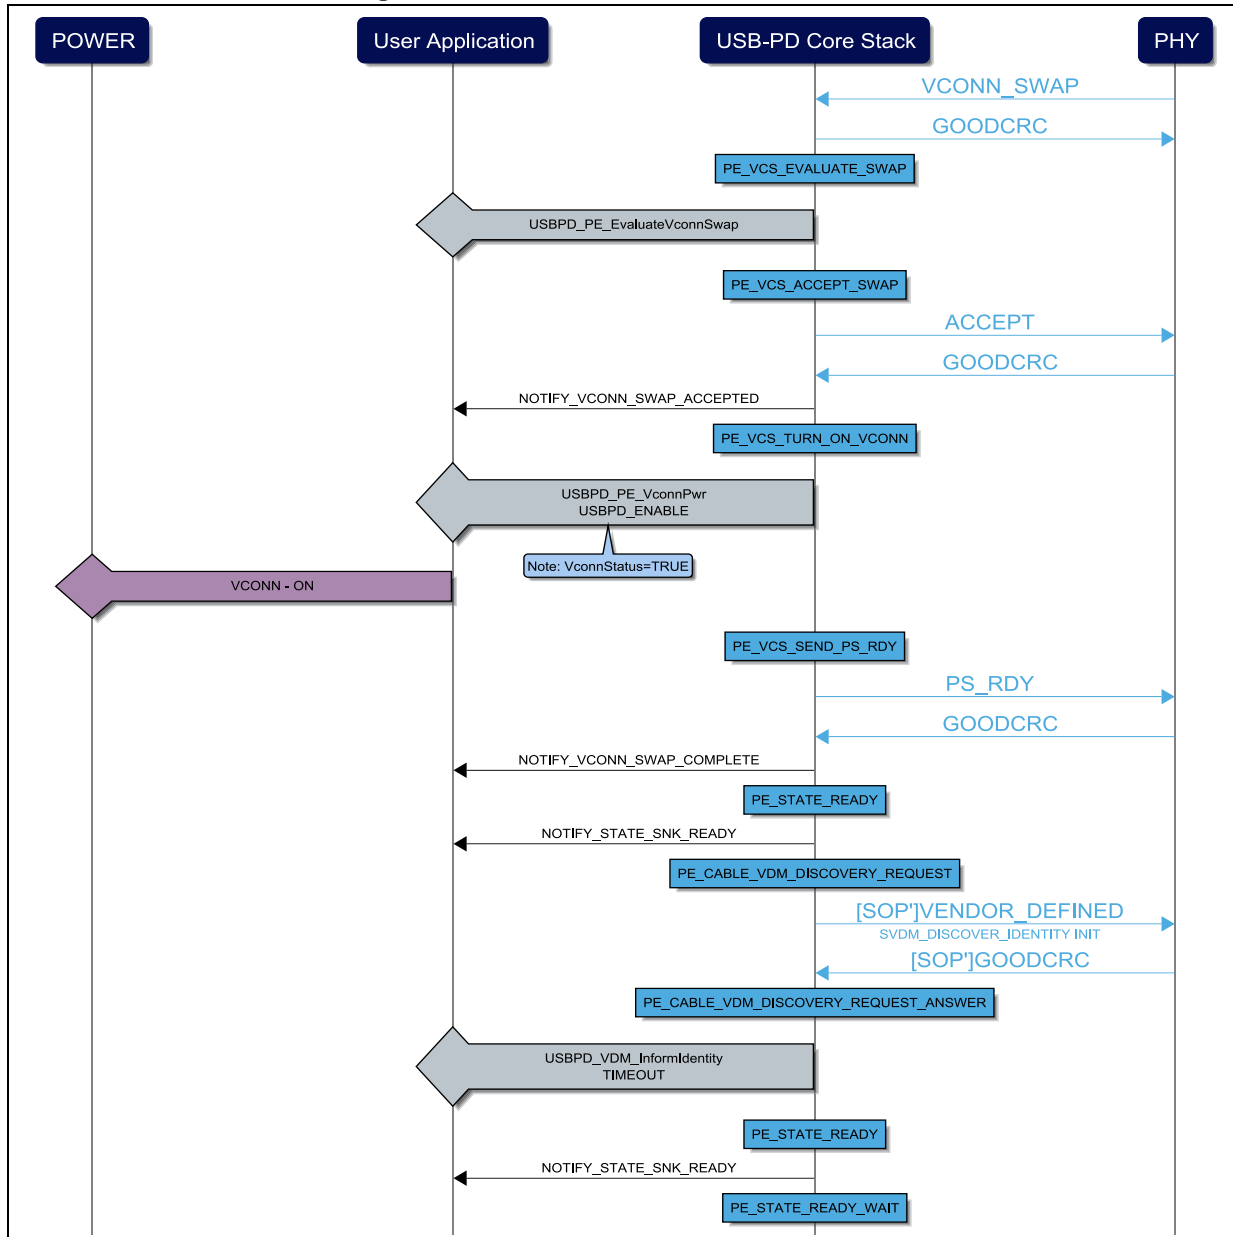 POWER
User Application
USB-PD Core Stack
PHY
VCONN_SWAP
GOODCRC
PE_VCS_EVALUATE_SWAP
USBPD_PE_EvaluateVconnSwap
PE_VCS_ACCEPT_SWAP
ACCEPT
GOODCRC
NOTIFY_VCONN_SWAP_ACCEPTED
PE_VCS_TURN_ON_VCONN
USBPD_PE_VconnPwr
USBPD_ENABLE
Note: VconnStatus=TRUE
VCONN - ON
PE_VCS_SEND_PS_RDY
PS_RDY
GOODCRC
NOTIFY_VCONN_SWAP_COMPLETE
PE_STATE_READY
NOTIFY_STATE_SNK_READY
PE_CABLE_VDM_DISCOVERY_REQUEST
[SOP']VENDOR_DEFINED
SVDM_DISCOVER_IDENTITY INIT
[SOP']GOODCRC
PE_CABLE_VDM_DISCOVERY_REQUEST_ANSWER
USBPD_VDM_InformIdentity
TIMEOUT
PE_STATE_READY
NOTIFY_STATE_SNK_READY
PE_STATE_READY_WAIT